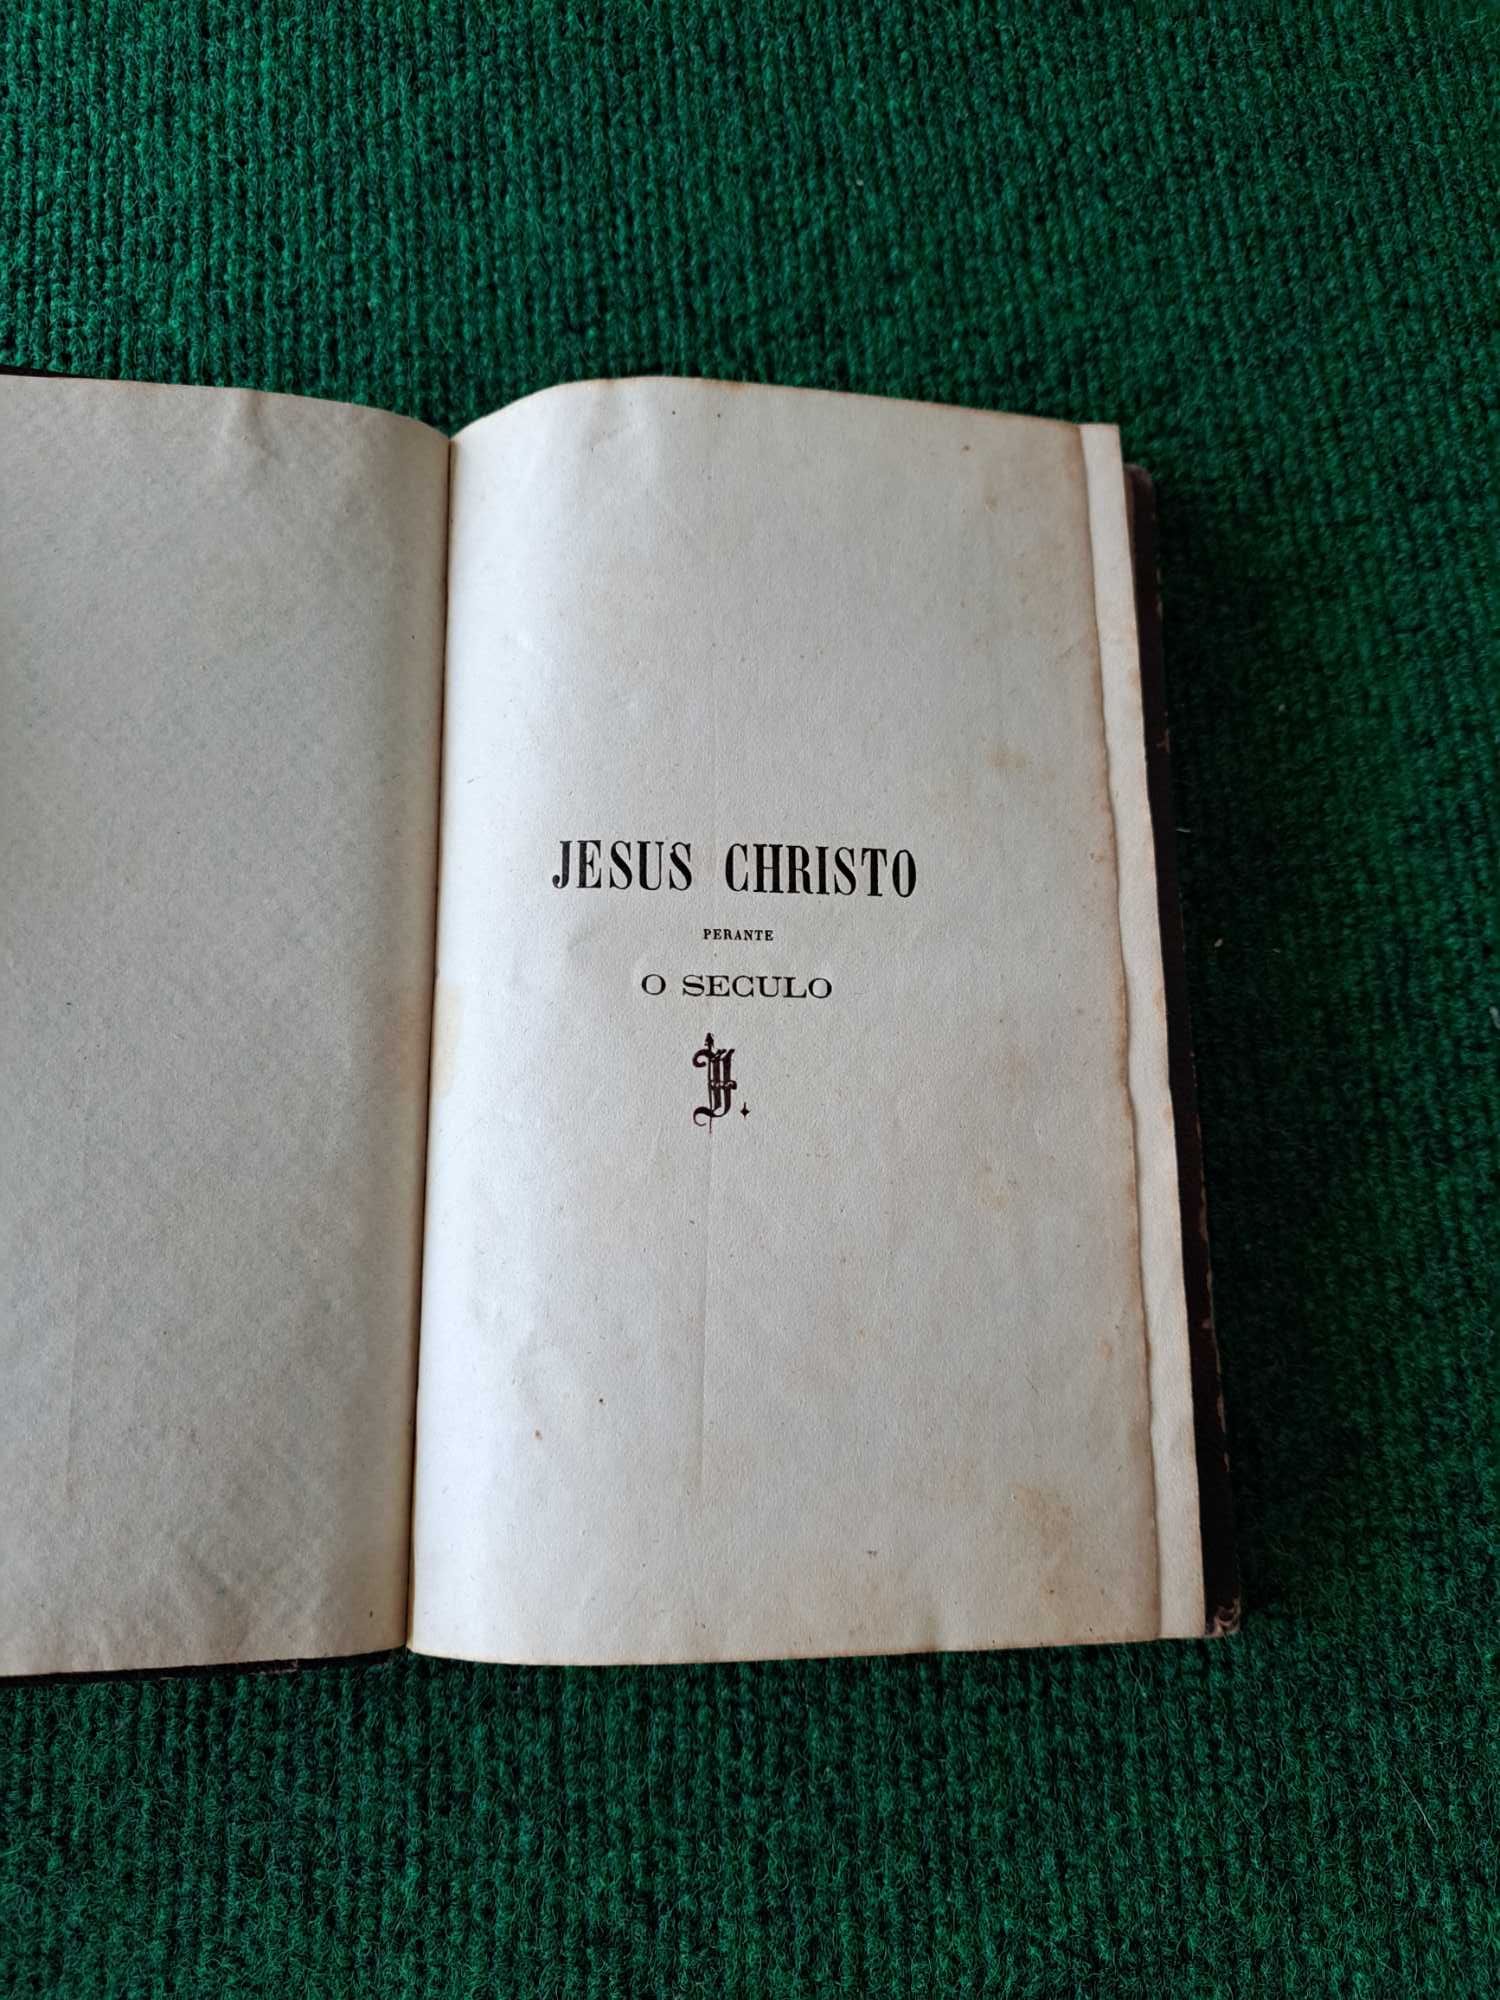 JESUS CHRISTO
PERANTE
O SECULO